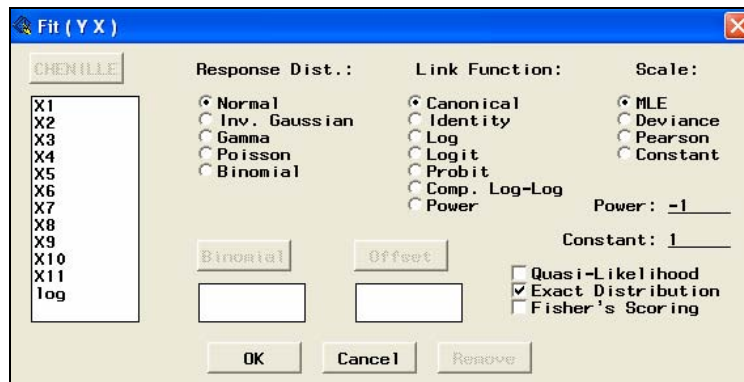 Fit ( Y X )
CHENILLE
X1
X2
X3
X4
X5
X6
X7
X8
X9
X10
X11
log
Response Dist.:
Normal
Inv. Gaussian
Gamma
Poisson
Binomial
Link Function:
Canonical
Identity
Log
Logit
Probit
Comp. Log-Log
Power
Scale:
MLE
Deviance
Pearson
Constant
Power: -1
Constant: 1
Binomial
Offset
Quasi-Likelihood
Exact Distribution
Fisher's Scoring
OK
Cancel
Remove